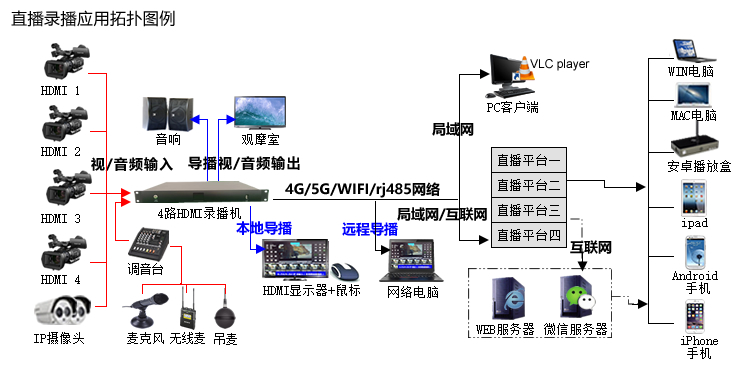 直播录播应用拓扑图例
HDMI 1
HDMI 2
HDMI 3
HDMI 4
IP摄像头
视/音频输入
音响
观摩室
导播视/音频输出
4路HDMI录播机
调音台
麦克风
无线麦
吊麦
4G/5G/WIFI/rj485网络
本地导播
HDMI显示器+鼠标
远程导播
网络电脑
局域网
VLC player
PC客户端
局域网/互联网
直播平台一
直播平台二
直播平台三
直播平台四
互联网
WEB服务器
微信服务器
WIN电脑
MAC电脑
安卓播放盒
ipad
Android
手机
iPhone
手机